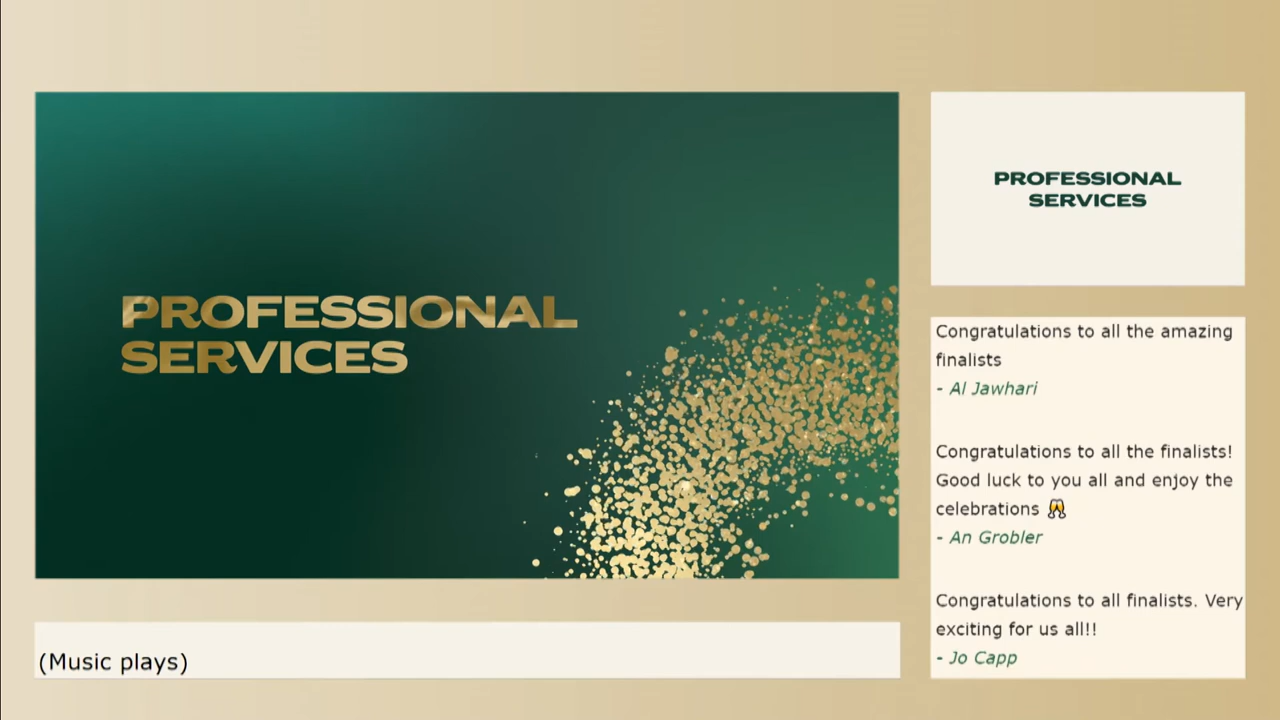 PROFESSIONAL
SERVICES
PROFESSIONAL
SERVICES
Congratulations to all the amazing
finalists
- Al Jawhari
Congratulations to all the finalists!
Good luck to you all and enjoy the
celebrations 🥂
- An Grobler
Congratulations to all finalists. Very
exciting for us all!!
- Jo Capp
(Music plays)